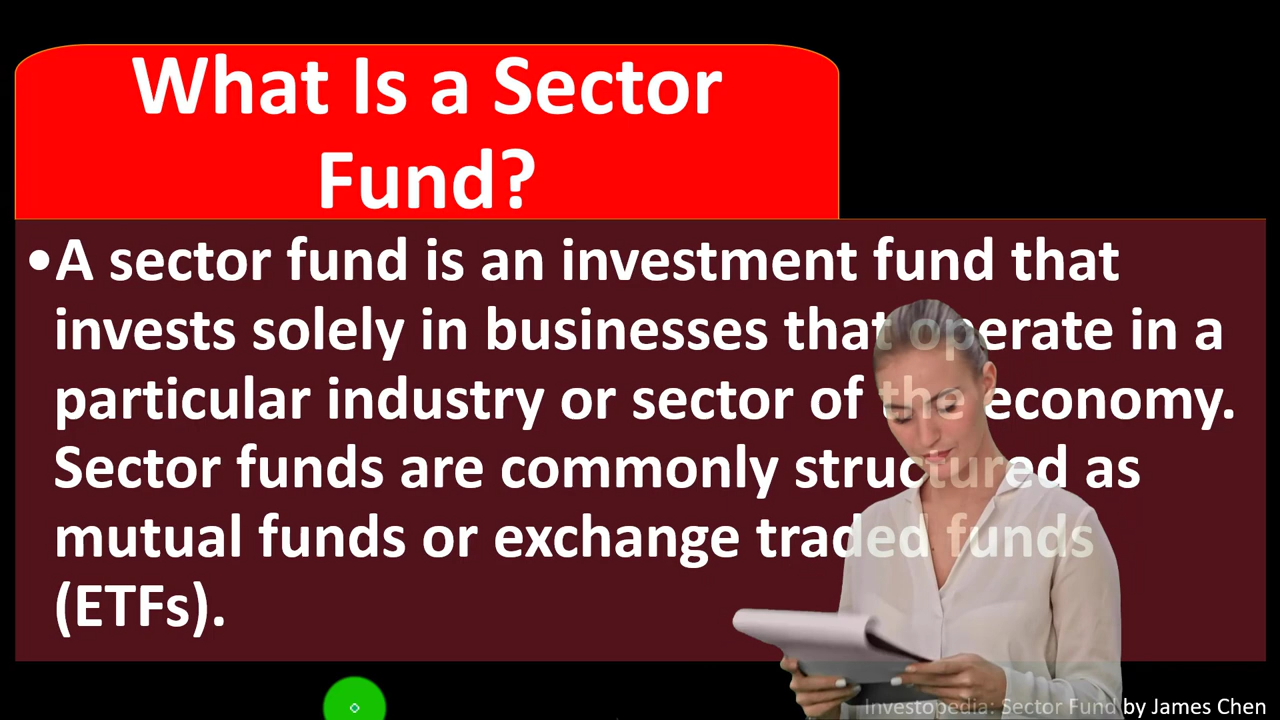 What Is a Sector
Fund?
•A sector fund is an investment fund that
invests solely in businesses that operate in a
particular industry or sector of the economy.
Sector funds are commonly structured as
mutual funds or exchange traded funds
(ETFs).
Investopedia: Sector Fund by James Chen